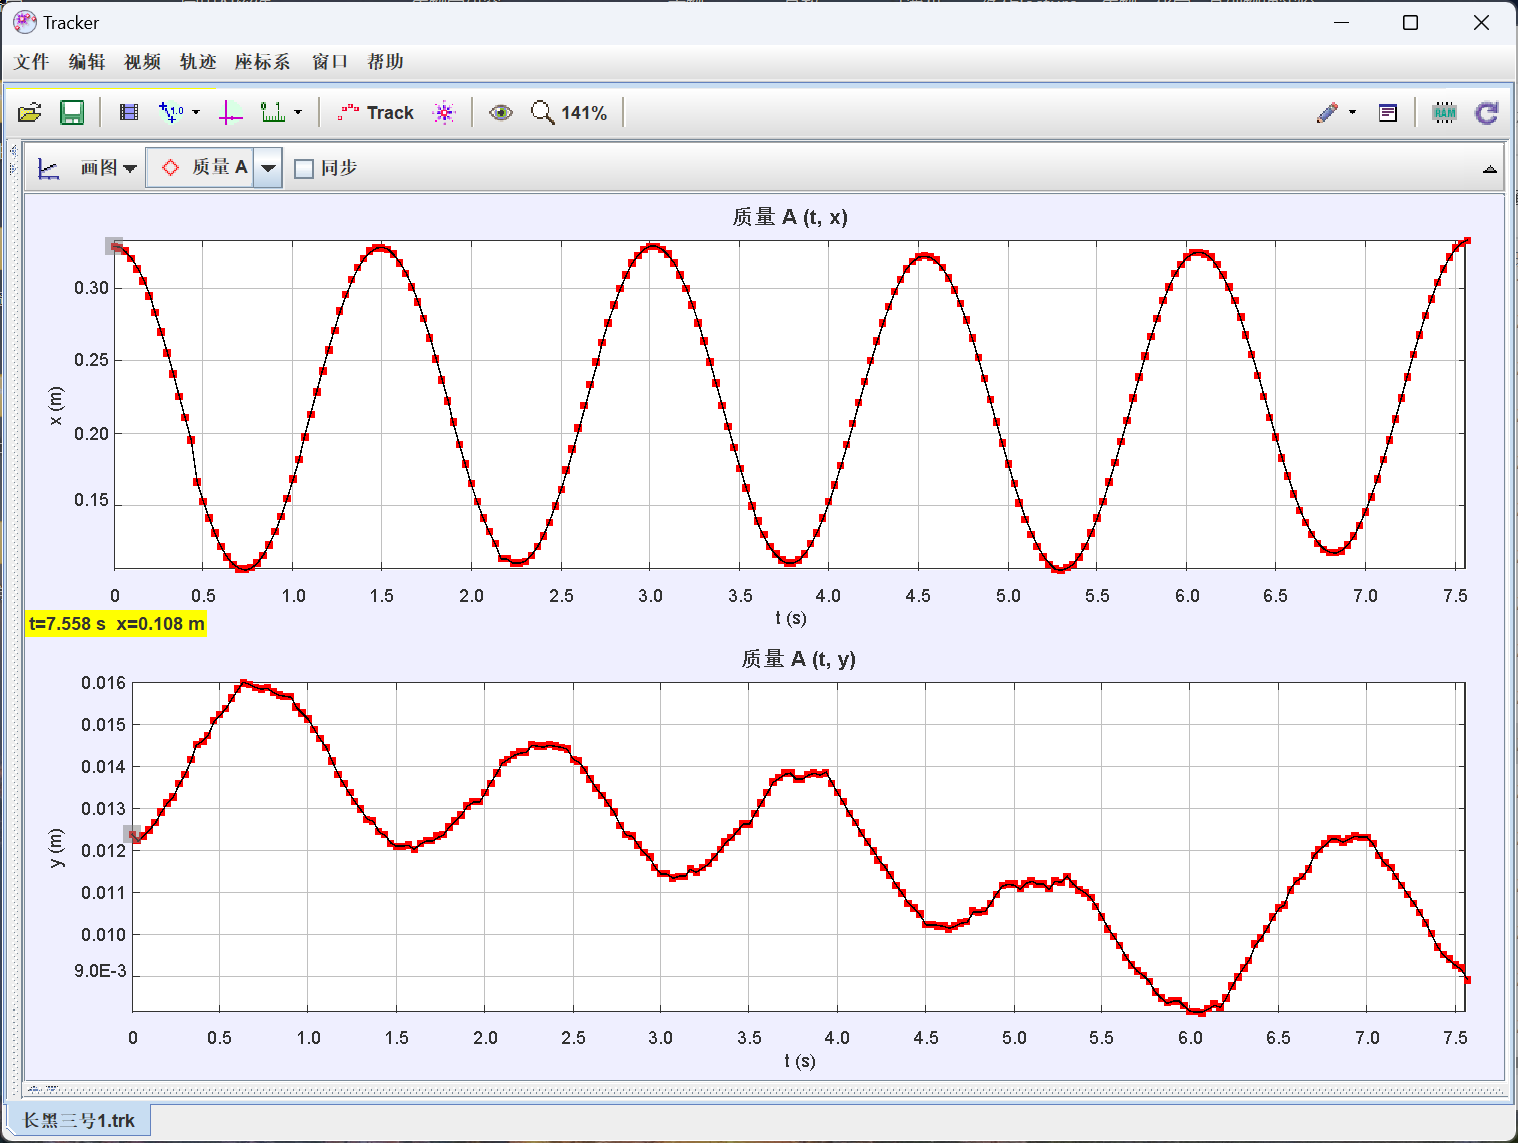 Tracker
文件 编辑 视频 轨迹 座标系 窗口 帮助
1.0 0 1 Track 141% RAM
画图 质量 A 同步
质量 A (t, x)
0.30
0.25
0.20
0.15
x (m)
0 0.5 1.0 1.5 2.0 2.5 3.0 3.5 4.0 4.5 5.0 5.5 6.0 6.5 7.0 7.5
t (s)
t=7.558 s x=0.108 m
质量 A (t, y)
0.016
0.015
0.014
0.013
0.012
0.011
0.010
9.0E-3
y (m)
0 0.5 1.0 1.5 2.0 2.5 3.0 3.5 4.0 4.5 5.0 5.5 6.0 6.5 7.0 7.5
t (s)
长黑三号1.trk